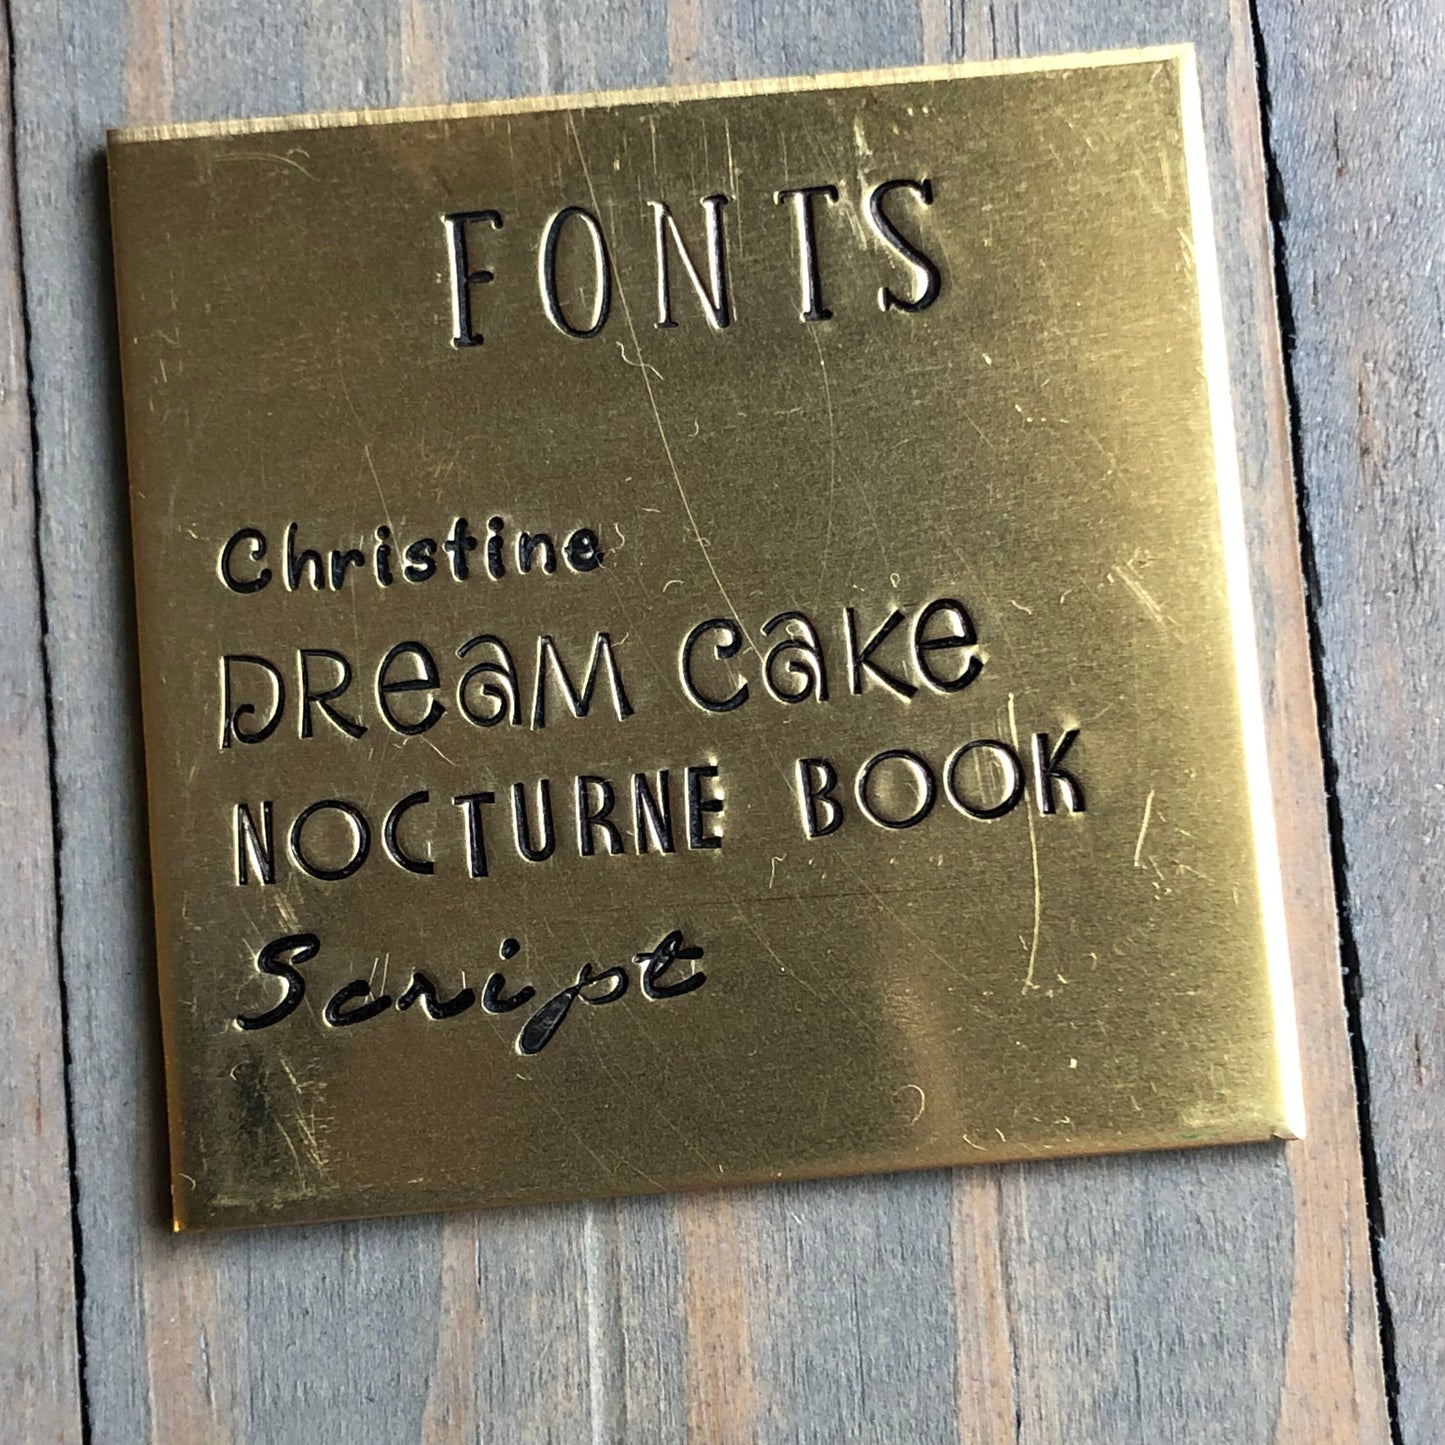 FONTS
Christine
DReaM CaKe
NOCTURNE BOOK
Script